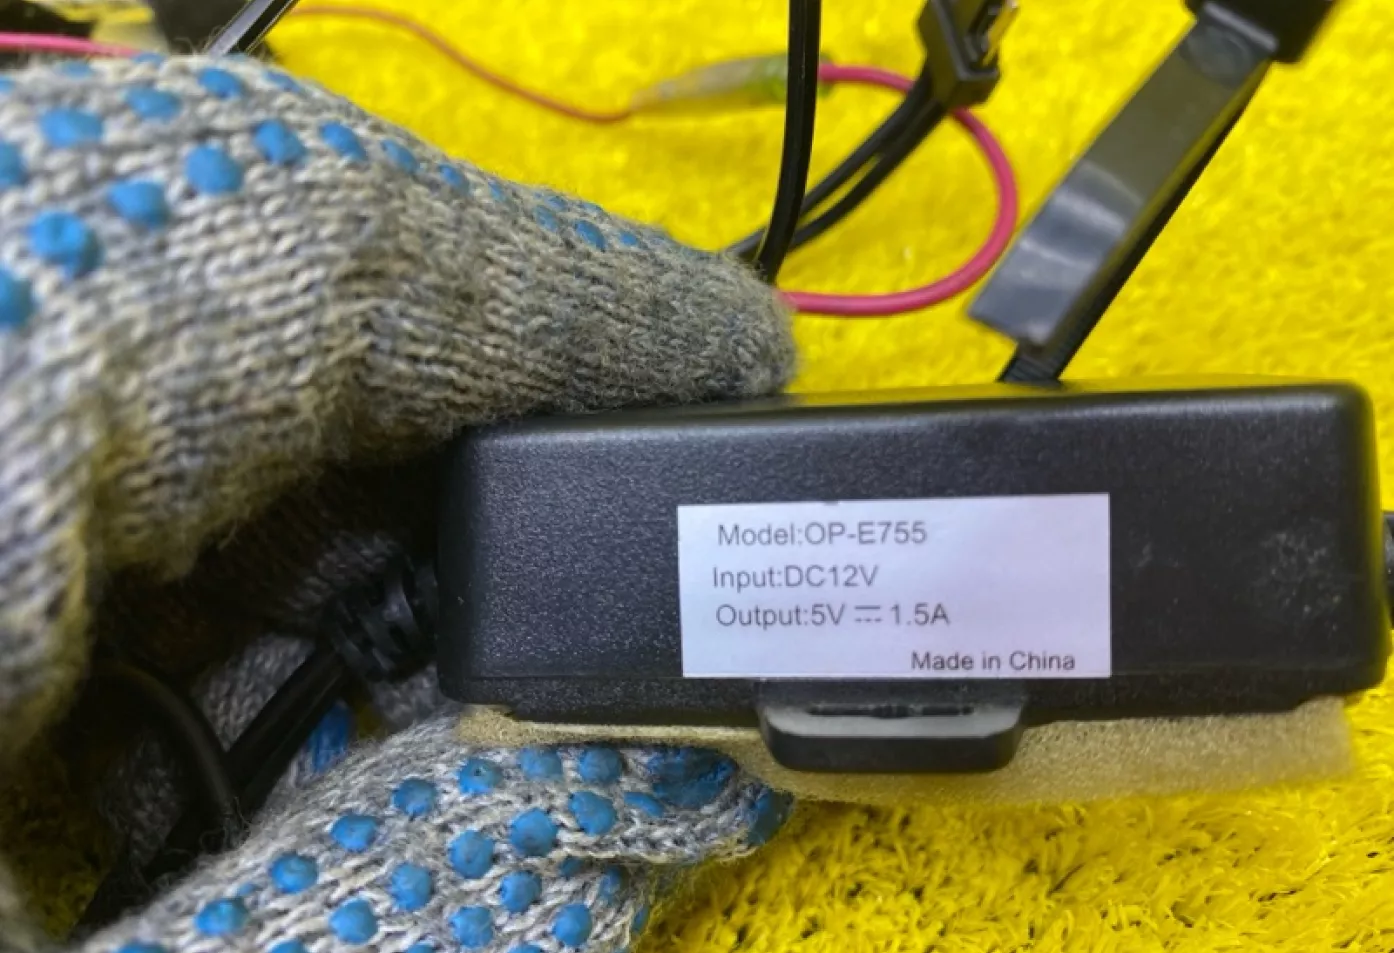 Model:OP-E755
Input:DC12V
Output:5V ⎓ 1.5A
Made in China